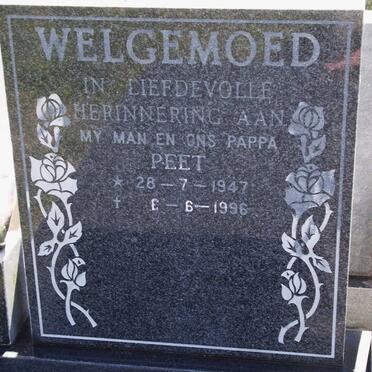 WELGEMOED
IN LIEFDEVOLLE
HERINNERING AAN
MY MAN EN ONS PAPPA
PEET
* 28-7-1947
† 6-6-1996